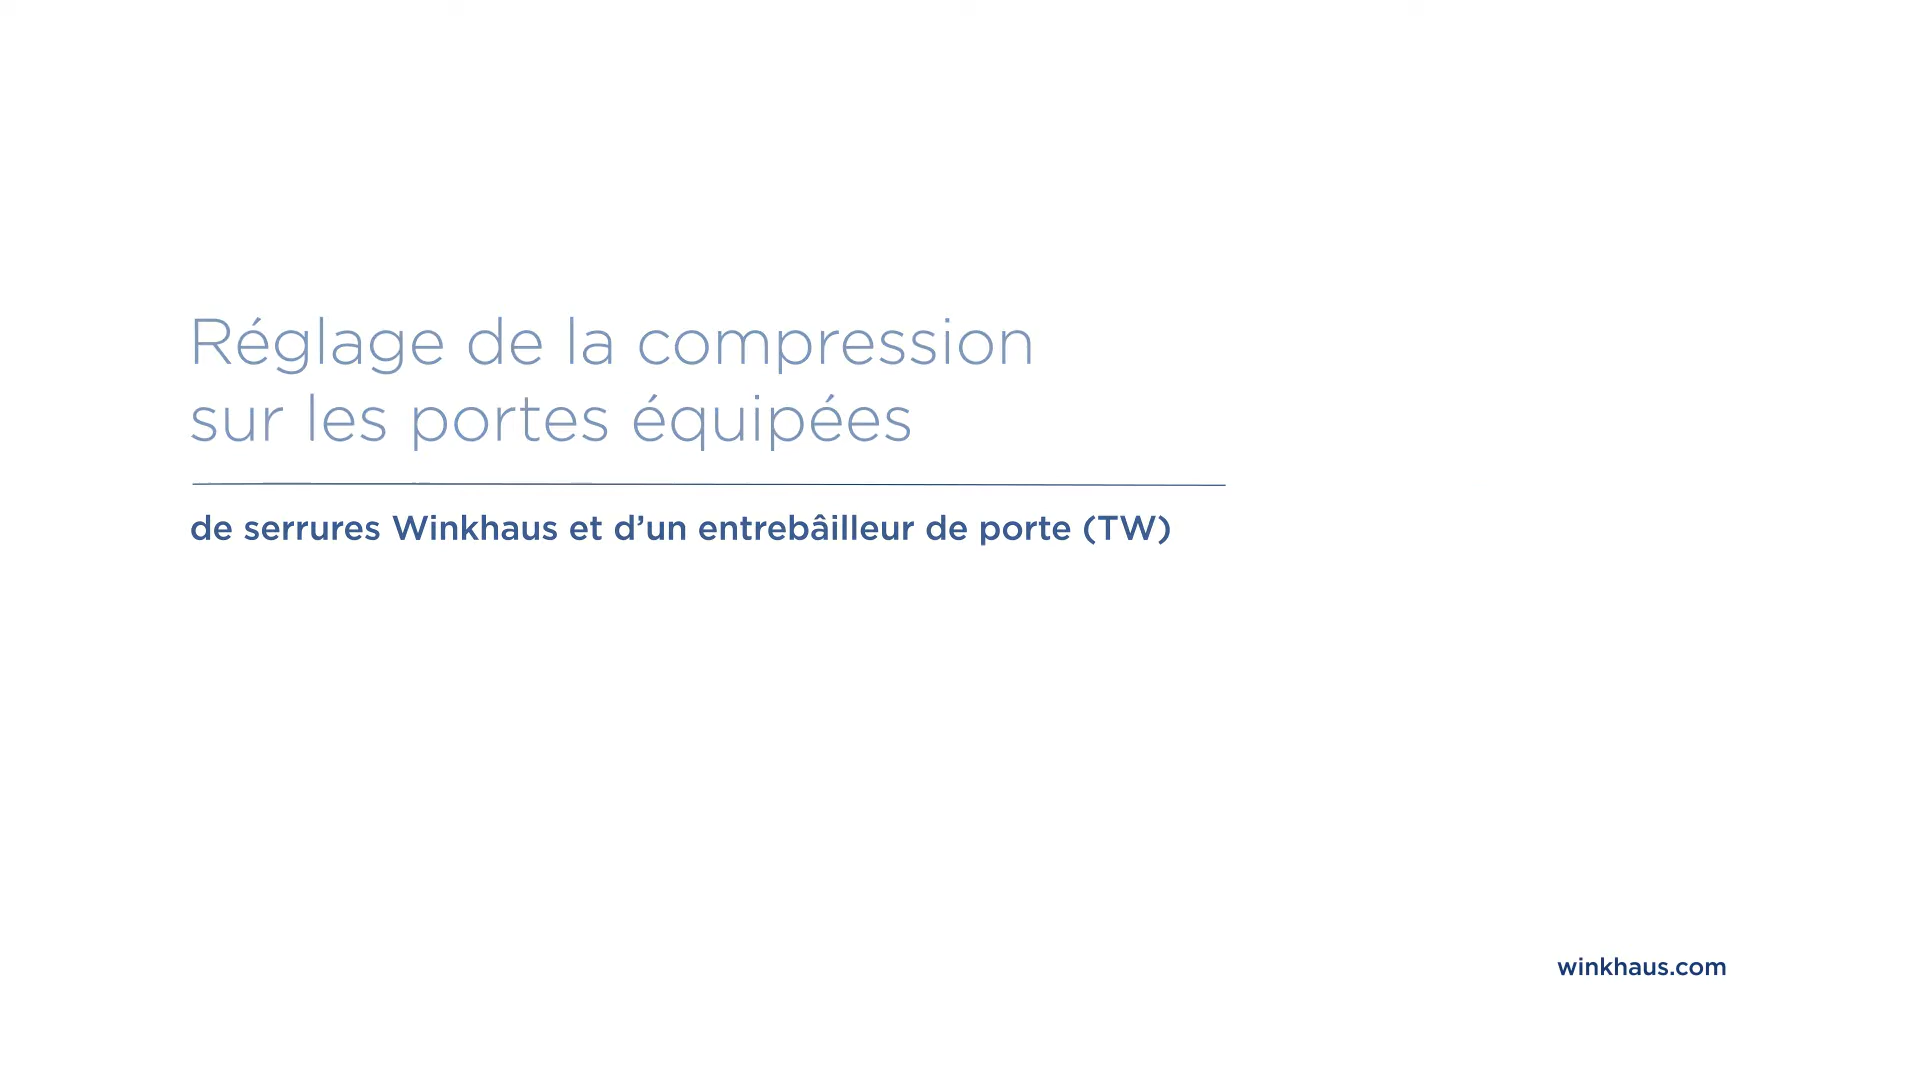 Réglage de la compression
sur les portes équipées
de serrures Winkhaus et d’un entrebâilleur de porte (TW)
winkhaus.com